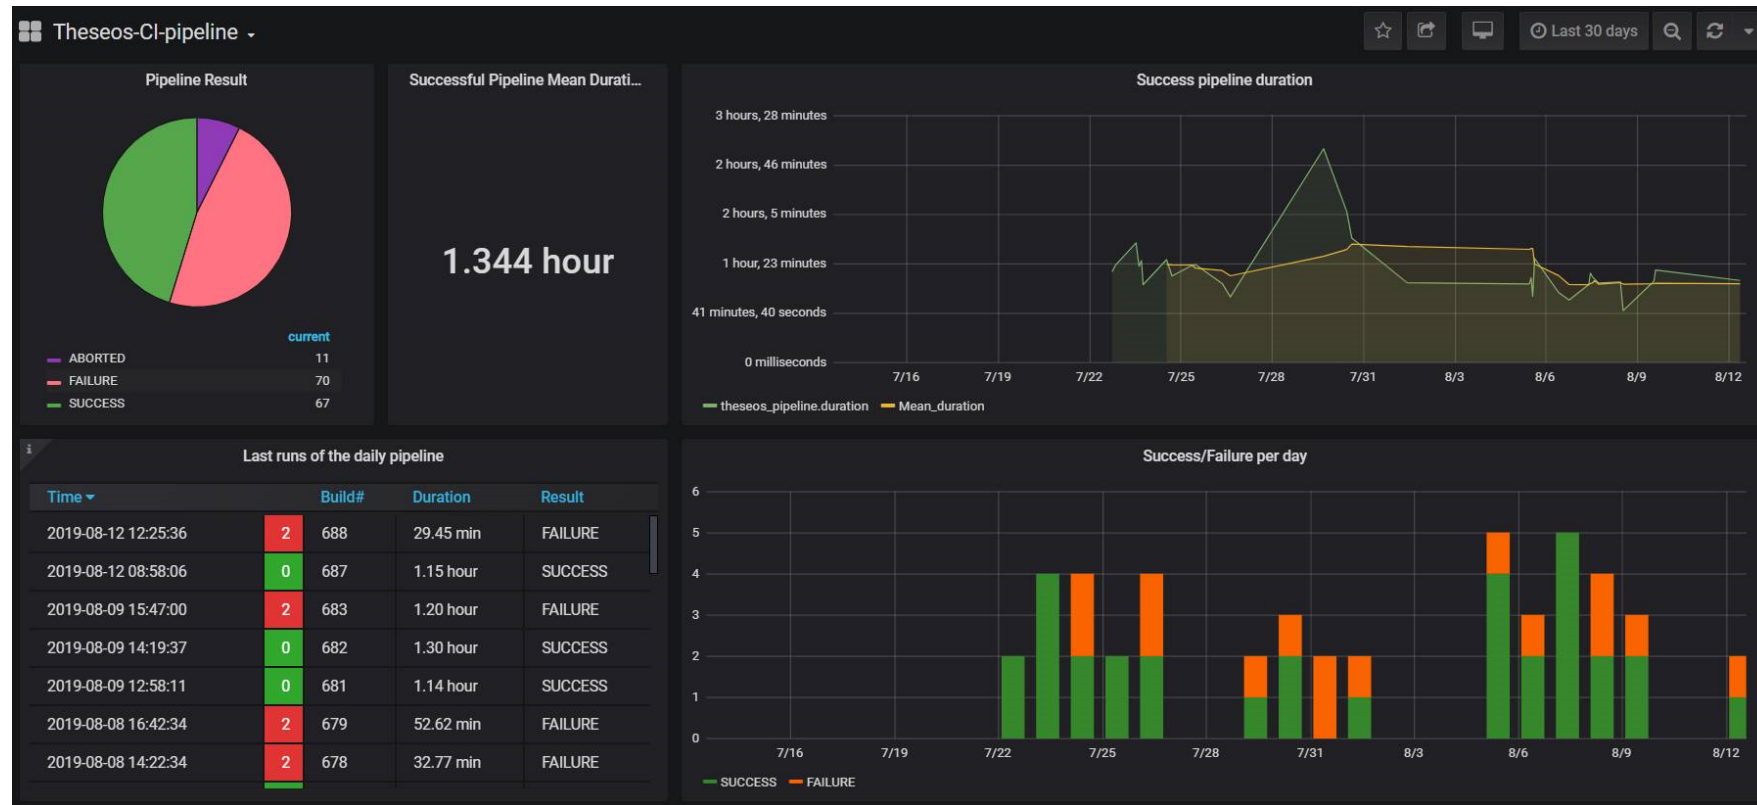 Theseos-CI-pipeline
Last 30 days
Pipeline Result
current
ABORTED 11
FAILURE 70
SUCCESS 67
Successful Pipeline Mean Durati...
1.344 hour
Success pipeline duration
3 hours, 28 minutes
2 hours, 46 minutes
2 hours, 5 minutes
1 hour, 23 minutes
41 minutes, 40 seconds
0 milliseconds
7/16 7/19 7/22 7/25 7/28 7/31 8/3 8/6 8/9 8/12
theseos_pipeline.duration Mean_duration
i
Last runs of the daily pipeline
Time Build# Duration Result
2019-08-12 12:25:36 2 688 29.45 min FAILURE
2019-08-12 08:58:06 0 687 1.15 hour SUCCESS
2019-08-09 15:47:00 2 683 1.20 hour FAILURE
2019-08-09 14:19:37 0 682 1.30 hour SUCCESS
2019-08-09 12:58:11 0 681 1.14 hour SUCCESS
2019-08-08 16:42:34 2 679 52.62 min FAILURE
2019-08-08 14:22:34 2 678 32.77 min FAILURE
Success/Failure per day
6
5
4
3
2
1
0
7/16 7/19 7/22 7/25 7/28 7/31 8/3 8/6 8/9 8/12
SUCCESS FAILURE